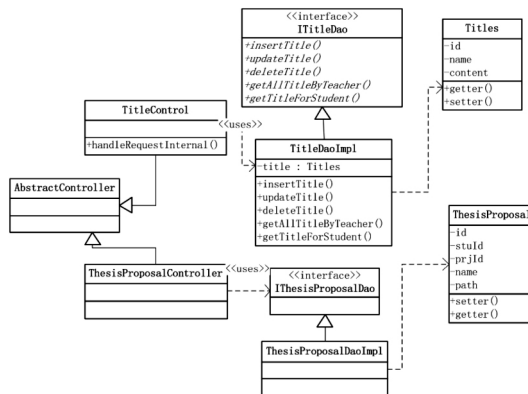 <<interface>>
ITitleDao
+insertTitle()
+updateTitle()
+deleteTitle()
+getAllTitleByTeacher()
+getTitleForStudent()
Titles
-id
-name
-content
+getter()
+setter()
TitleControl
+handleRequestInternal()
<<uses>>
TitleDaoImpl
-title : Titles
+insertTitle()
+updateTitle()
+deleteTitle()
+getAllTitleByTeacher()
+getTitleForStudent()
AbstractController
ThesisProposal
-id
-stuId
-prjId
-name
-path
+setter()
+getter()
ThesisProposalController
<<uses>>
<<interface>>
IThesisProposalDao
ThesisProposalDaoImpl